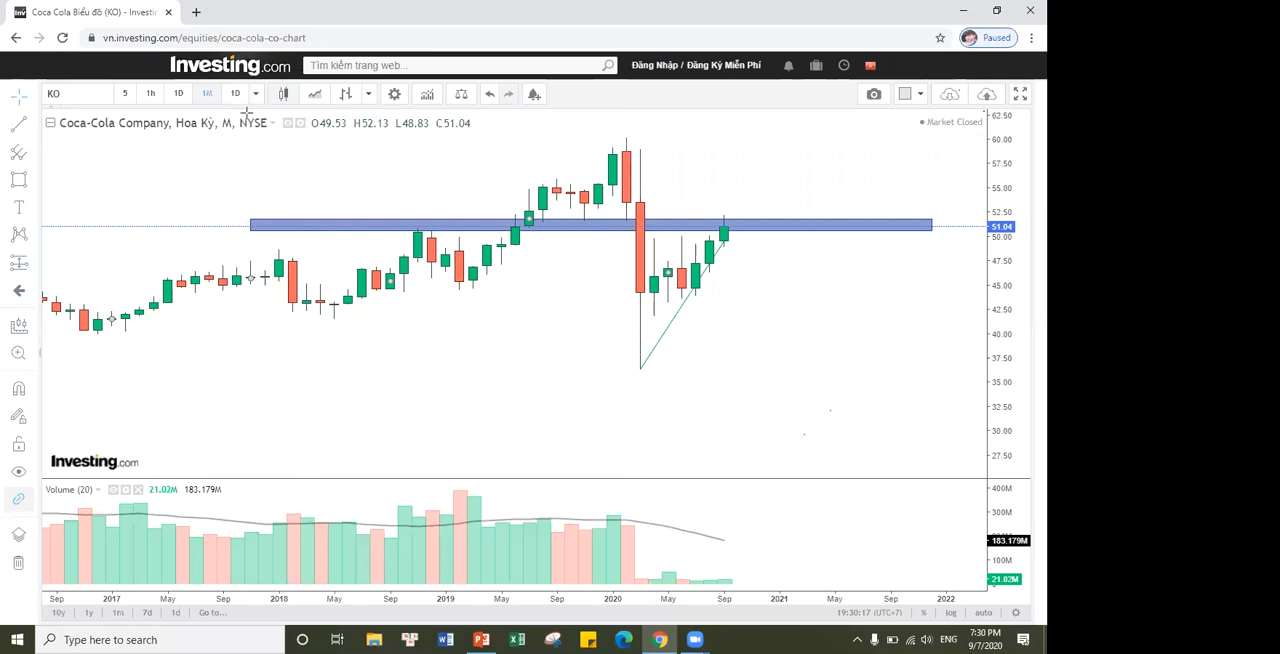 Coca Cola Biểu đồ (KO) - Investin
vn.investing.com/equities/coca-cola-co-chart
Paused
Investing.com
Tìm kiếm trang web...
Đăng Nhập / Đăng Ký Miễn Phí
KO
5
1h
1D
1M
1D
Coca-Cola Company, Hoa Kỳ, M, NYSE
O49.53 H52.13 L48.83 C51.04
Market Closed
62.50
60.00
57.50
55.00
52.50
51.04
50.00
47.50
45.00
42.50
40.00
37.50
35.00
32.50
30.00
27.50
Investing.com
Volume (20)
21.02M
183.179M
400M
300M
183.179M
100M
21.02M
Sep
2017
May
Sep
2018
May
Sep
2019
May
Sep
2020
May
Sep
2021
May
Sep
2022
10y
1y
1m
7d
1d
Go to...
19:30:17 (UTC+7)
%
log
auto
Type here to search
ENG
7:30 PM
9/7/2020